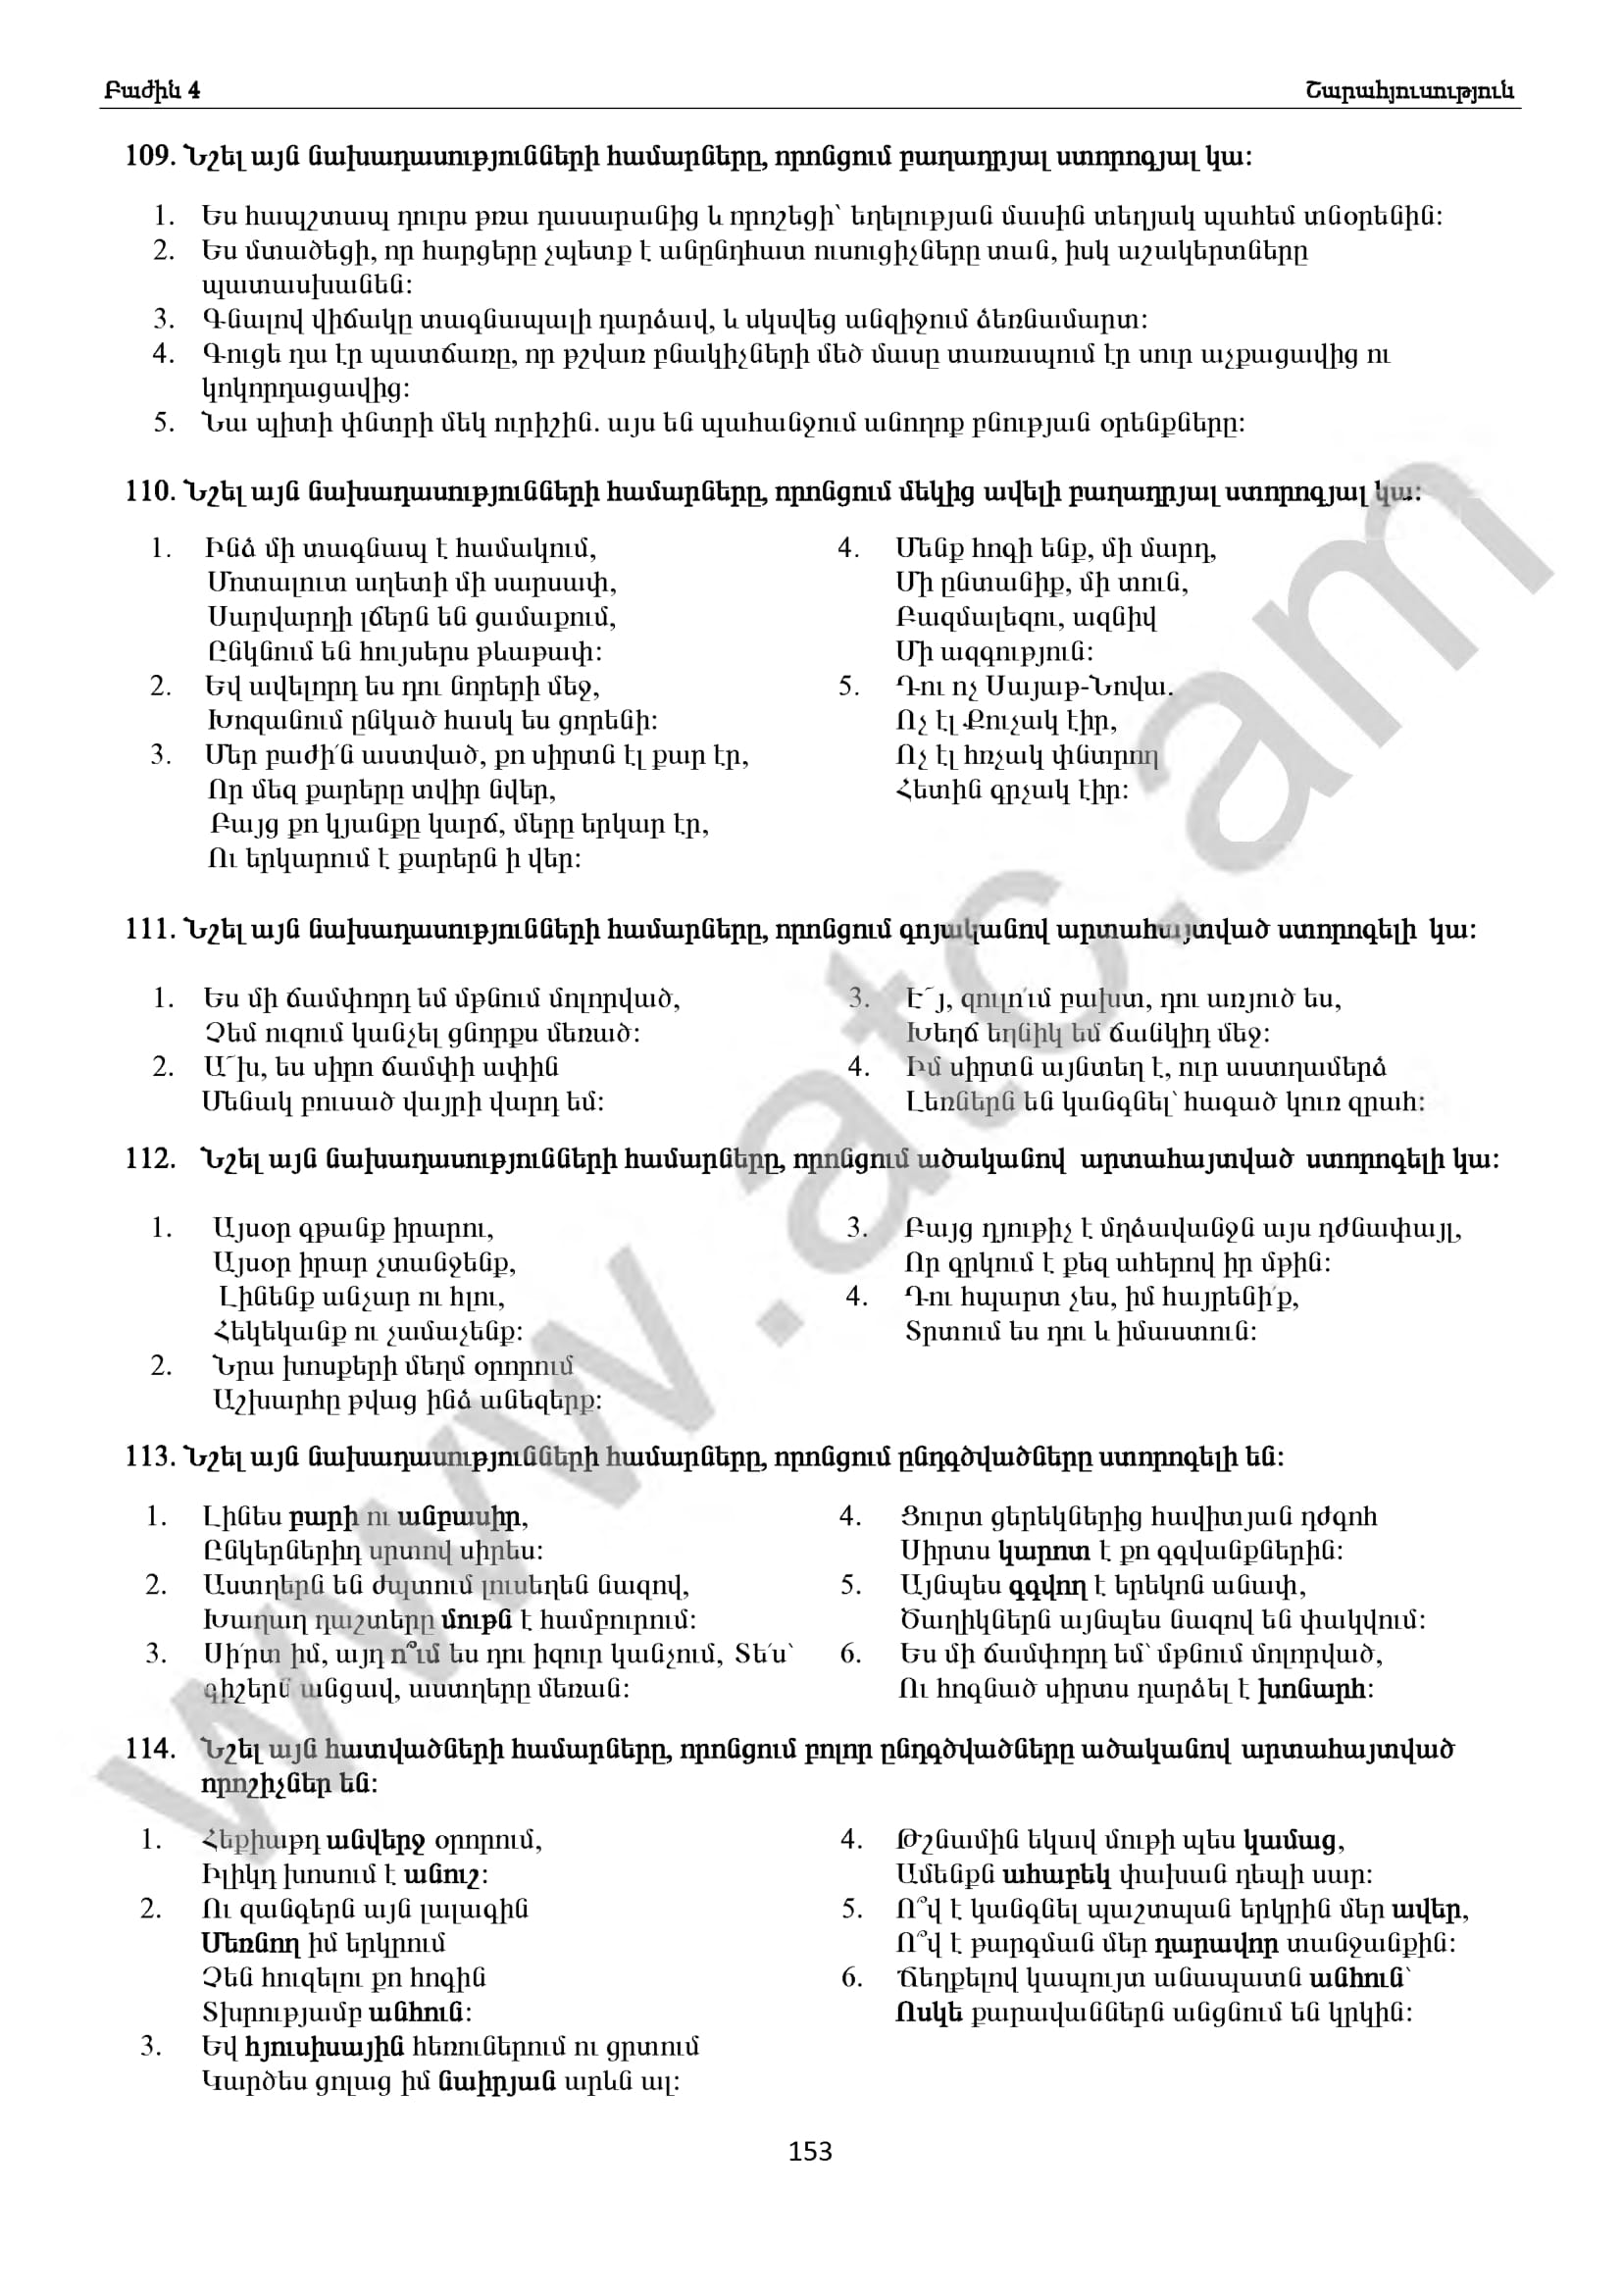 Բաժին 4 Շարահյուսություն
109. Նշել այն նախադասությունների համարները, որոնցում բաղադրյալ ստորոգյալ կա:
1. Ես հապշտապ դուրս թռա դասարանից և որոշեցի՝ եղելության մասին տեղյակ պահեմ տնօրենին:
2. Ես մտածեցի, որ հարցերը չպետք է անընդհատ ուսուցիչները տան, իսկ աշակերտները
պատասխանեն:
3. Գնալով վիճակը տագնապալի դարձավ, և սկսվեց անզիջում ձեռնամարտ:
4. Գուցե դա էր պատճառը, որ թշվառ բնակիչների մեծ մասը տառապում էր սուր աչքացավից ու
կոկորդացավից:
5. Նա պիտի փնտրի մեկ ուրիշին. այս են պահանջում անողոք բնության օրենքները:
110. Նշել այն նախադասությունների համարները, որոնցում մեկից ավելի բաղադրյալ ստորոգյալ կա:
1. Ինձ մի տագնապ է համակում,
Մոտալուտ աղետի մի սարսափ,
Սարվարդի լճերն են ցամաքում,
Ընկնում են հույսերս թևաթափ:
2. Եվ ավելորդ ես դու նորերի մեջ,
Խոզանում ընկած հասկ ես ցորենի:
3. Մեր բաժի՛ն աստված, քո սիրտն էլ քար էր,
Որ մեզ քարերը տվիր նվեր,
Բայց քո կյանքը կարճ, մերը երկար էր,
Ու երկարում է քարերն ի վեր:
4. Մենք հոգի ենք, մի մարդ,
Մի ընտանիք, մի տուն,
Բազմալեզու, ազնիվ
Մի ազգություն:
5. Դու ոչ Սայաթ-Նովա.
Ոչ էլ Քուչակ էիր,
Ոչ էլ հռչակ փնտրող
Հետին գրչակ էիր:
111. Նշել այն նախադասությունների համարները, որոնցում գոյականով արտահայտված ստորոգելի կա:
1. Ես մի ճամփորդ եմ մթնում մոլորված,
Չեմ ուզում կանչել ցնորքս մեռած:
2. Ա՜խ, ես սիրո ճամփի ափին
Մենակ բուսած վայրի վարդ եմ:
3. Է՜յ, զուլո՛ւմ բախտ, դու առյուծ ես,
Խեղճ եղնիկ եմ ճանկիդ մեջ:
4. Իմ սիրտն այնտեղ է, ուր աստղամերձ
Լեռներն են կանգնել՝ հագած կուռ զրահ:
112. Նշել այն նախադասությունների համարները, որոնցում ածականով արտահայտված ստորոգելի կա:
1. Այսօր գթանք իրարու,
Այսօր իրար չտանջենք,
Լինենք անչար ու հլու,
Հեկեկանք ու չամաչենք:
2. Նրա խոսքերի մեղմ օրորում
Աշխարհը թվաց ինձ անեզերք:
3. Բայց դյութիչ է մղձավանջն այս դժնափայլ,
Որ գրկում է քեզ ահերով իր մթին:
4. Դու հպարտ չես, իմ հայրենի՛ք,
Տրտում ես դու և իմաստուն:
113. Նշել այն նախադասությունների համարները, որոնցում ընդգծվածները ստորոգելի են:
1. Լինես բարի ու անբասիր,
Ընկերներիդ սրտով սիրես:
2. Աստղերն են ժպտում լուսեղեն նազով,
Խաղաղ դաշտերը մութն է համբուրում:
3. Սի՛րտ իմ, այդ ո՞ւմ ես դու իզուր կանչում, Տե՛ս՝
գիշերն անցավ, աստղերը մեռան:
4. Ցուրտ ցերեկներից հավիտյան դժգոհ
Սիրտս կարոտ է քո գգվանքներին:
5. Այնպես գգվող է երեկոն անափ,
Ծաղիկներն այնպես նազով են փակվում:
6. Ես մի ճամփորդ եմ՝ մթնում մոլորված,
Ու հոգնած սիրտս դարձել է խոնարհ:
114. Նշել այն հատվածների համարները, որոնցում բոլոր ընդգծվածները ածականով արտահայտված
որոշիչներ են:
1. Հեքիաթդ անվերջ օրորում,
Իլիկդ խոսում է անուշ:
2. Ու զանգերն այն լալագին
Մեռնող իմ երկրում
Չեն հուզելու քո հոգին
Տխրությամբ անհուն:
3. Եվ հյուսիսային հեռուներում ու ցրտում
Կարծես ցոլաց իմ նաիրյան արևն ալ:
4. Թշնամին եկավ մութի պես կամաց,
Ամենքն ահաբեկ փախան դեպի սար:
5. Ո՞վ է կանգնել պաշտպան երկրին մեր ավեր,
Ո՞վ է թարգման մեր դարավոր տանջանքին:
6. Ճեղքելով կապույտ անապատն անհուն՝
Ոսկե քարավաններն անցնում են կրկին:
153
www.atc.am